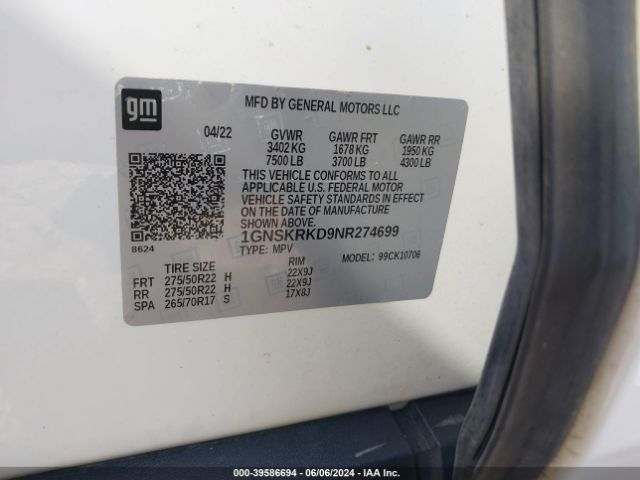 gm
MFD BY GENERAL MOTORS LLC
04/22 GVWR GAWR FRT GAWR RR
3402 KG 1678 KG 1950 KG
7500 LB 3700 LB 4300 LB
THIS VEHICLE CONFORMS TO ALL
APPLICABLE U.S. FEDERAL MOTOR
VEHICLE SAFETY STANDARDS IN EFFECT
ON THE DATE OF MANUFACTURE
SHOWN ABOVE.
8624
1GNSKRKD9NR274699
TYPE: MPV MODEL: 99CK10706
TIRE SIZE RIM
FRT 275/50R22 H 22X9J
RR 275/50R22 H 22X9J
SPA 265/70R17 S 17X8J
000-39586694 - 06/06/2024 - IAA Inc.